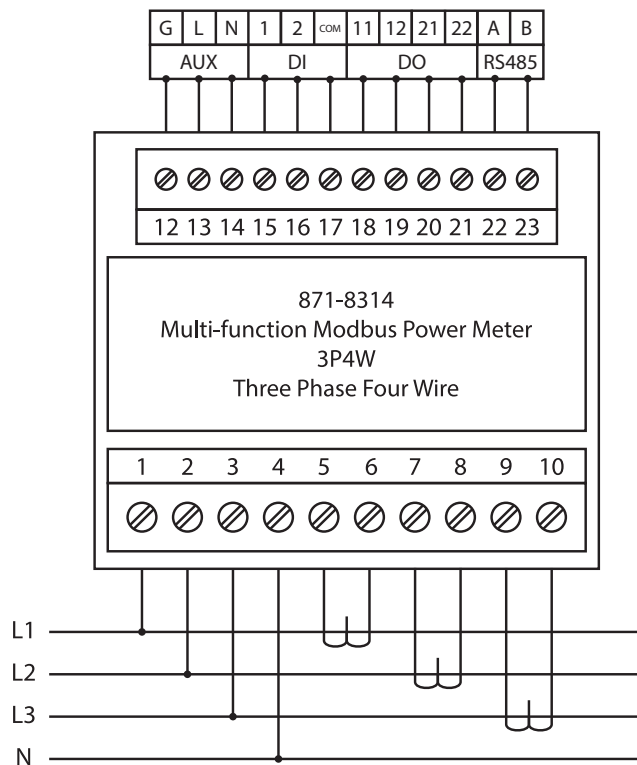 G L N 1 2 COM 11 12 21 22 A B
AUX DI DO RS485
12 13 14 15 16 17 18 19 20 21 22 23
871-8314
Multi-function Modbus Power Meter
3P4W
Three Phase Four Wire
1 2 3 4 5 6 7 8 9 10
L1
L2
L3
N